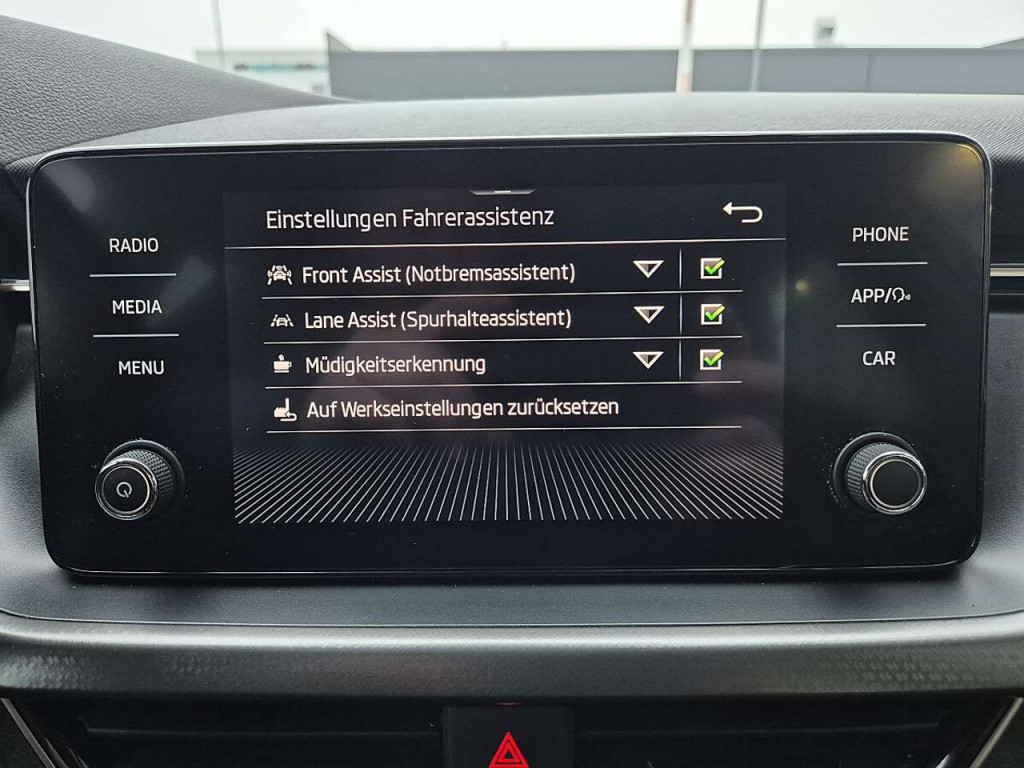 Einstellungen Fahrerassistenz
RADIO
MEDIA
MENU
Front Assist (Notbremsassistent)
Lane Assist (Spurhalteassistent)
Müdigkeitserkennung
Auf Werkseinstellungen zurücksetzen
PHONE
APP/
CAR